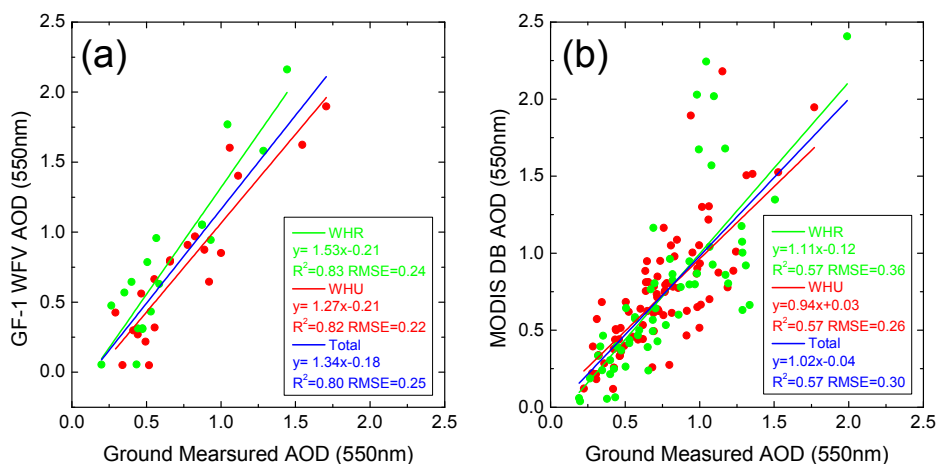 (a)
GF-1 WFV AOD (550nm)
2.5
2.0
1.5
1.0
0.5
0.0
WHR
y= 1.53x-0.21
R²=0.83 RMSE=0.24
WHU
y= 1.27x-0.21
R²=0.82 RMSE=0.22
Total
y= 1.34x-0.18
R²=0.80 RMSE=0.25
0.0 0.5 1.0 1.5 2.0 2.5
Ground Mearsured AOD (550nm)
(b)
MODIS DB AOD (550nm)
2.5
2.0
1.5
1.0
0.5
0.0
WHR
y=1.11x-0.12
R²=0.57 RMSE=0.36
WHU
y=0.94x+0.03
R²=0.57 RMSE=0.26
Total
y=1.02x-0.04
R²=0.57 RMSE=0.30
0.0 0.5 1.0 1.5 2.0 2.5
Ground Measured AOD (550nm)